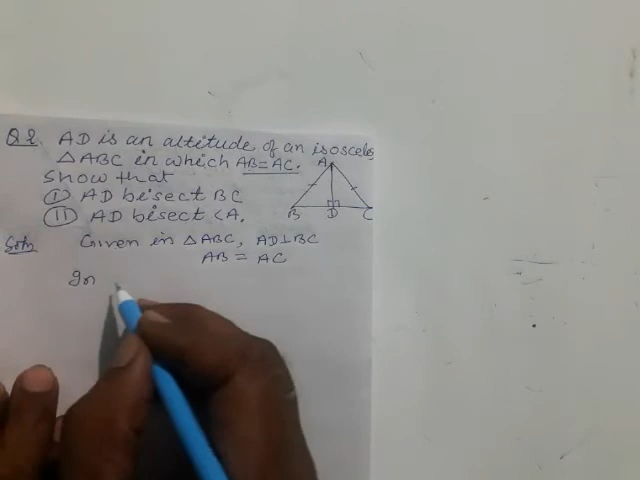 Q2. AD is an altitude of an isosceles
△ABC in which AB=AC.
Show that
(I) AD bisect BC
(II) AD bisect <A.
A
B D C
Soln Given in △ABC, AD⊥BC
AB = AC
In